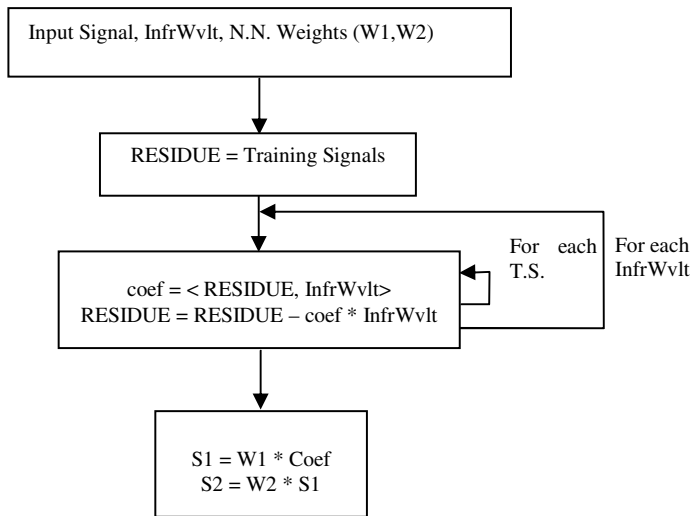 Input Signal, InfrWvlt, N.N. Weights (W1,W2)
RESIDUE = Training Signals
For each
T.S.
For each
InfrWvlt
coef = < RESIDUE, InfrWvlt>
RESIDUE = RESIDUE – coef * InfrWvlt
S1 = W1 * Coef
S2 = W2 * S1